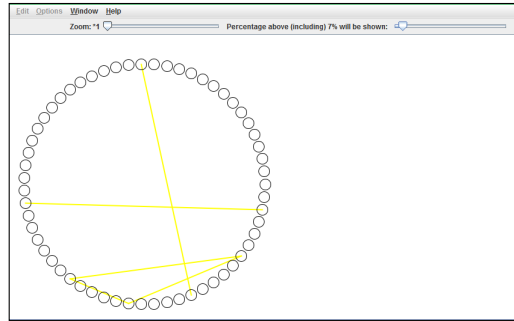 Edit Options Window Help
Zoom: *1 Percentage above (including) 7% will be shown: